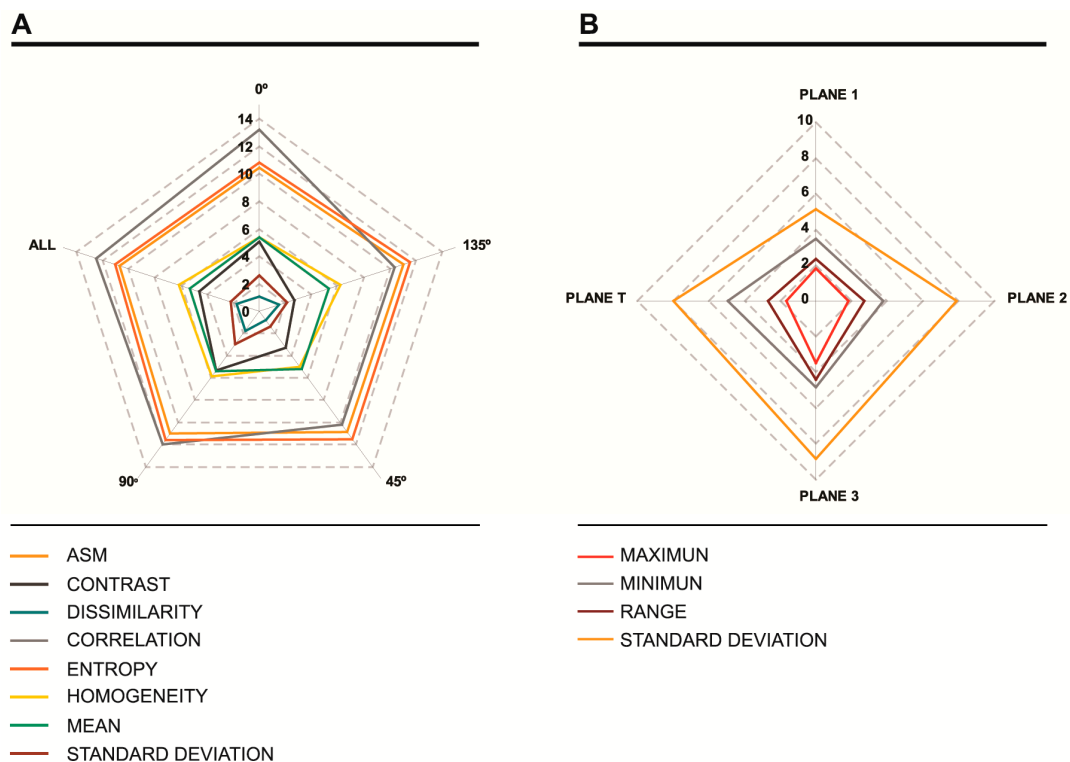 A
B
0º
14
12
10
8
6
4
2
0
135º
45º
90º
ALL
PLANE 1
10
8
6
4
2
0
PLANE 2
PLANE 3
PLANE T
ASM
CONTRAST
DISSIMILARITY
CORRELATION
ENTROPY
HOMOGENEITY
MEAN
STANDARD DEVIATION
MAXIMUN
MINIMUN
RANGE
STANDARD DEVIATION